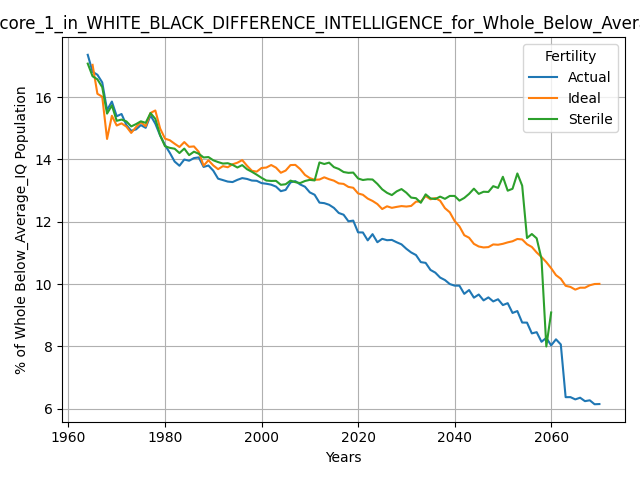 core_1_in_WHITE_BLACK_DIFFERENCE_INTELLIGENCE_for_Whole_Below_Avera
Fertility
Actual
Ideal
Sterile
% of Whole Below_Average_IQ Population
16
14
12
10
8
6
1960 1980 2000 2020 2040 2060
Years